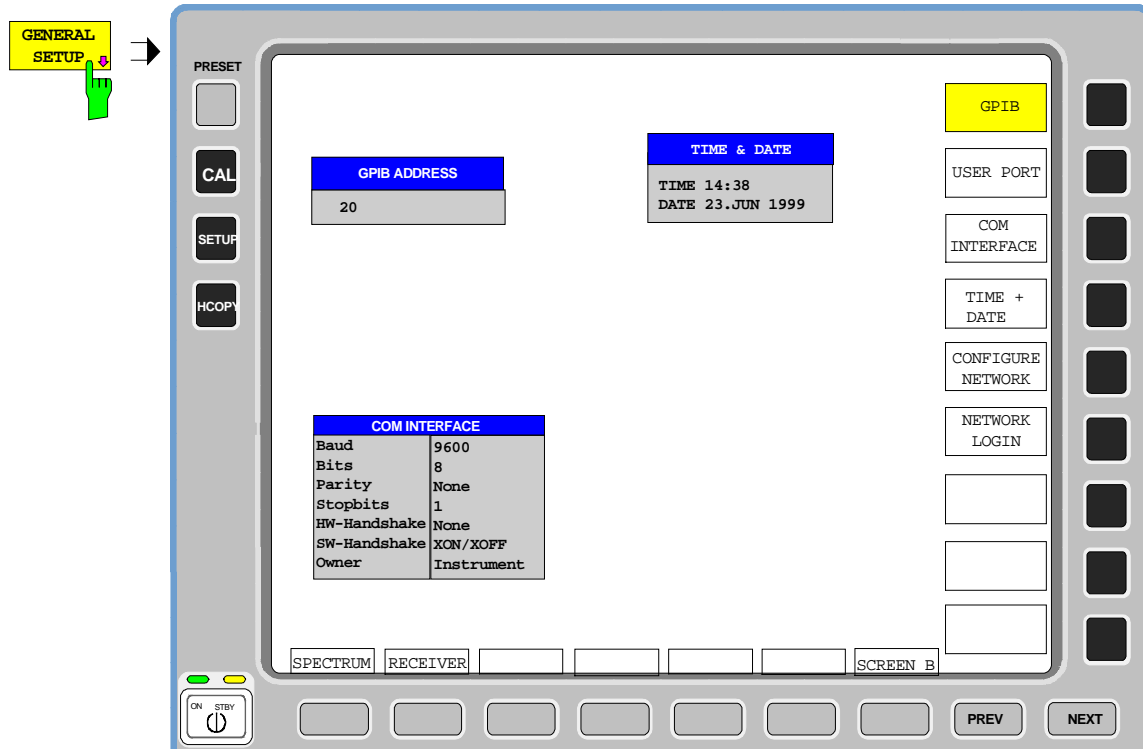 GENERAL
SETUP
PRESET
CAL
SETUP
HCOPY
GPIB ADDRESS
20
TIME & DATE
TIME 14:38
DATE 23.JUN 1999
COM INTERFACE
Baud 9600
Bits 8
Parity None
Stopbits 1
HW-Handshake None
SW-Handshake XON/XOFF
Owner Instrument
GPIB
USER PORT
COM
INTERFACE
TIME +
DATE
CONFIGURE
NETWORK
NETWORK
LOGIN
SPECTRUM RECEIVER SCREEN B
ON STBY
PREV NEXT